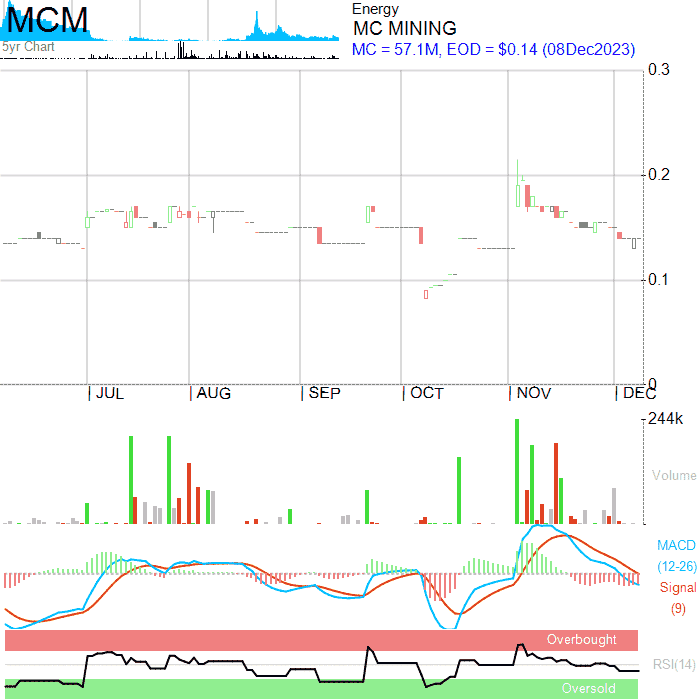 MCM
5yr Chart
Energy
MC MINING
MC = 57.1M, EOD = $0.14 (08Dec2023)
0.3
0.2
0.1
0
JUL AUG SEP OCT NOV DEC
244k
Volume
MACD
(12-26)
Signal
(9)
Overbought
RSI(14)
Oversold